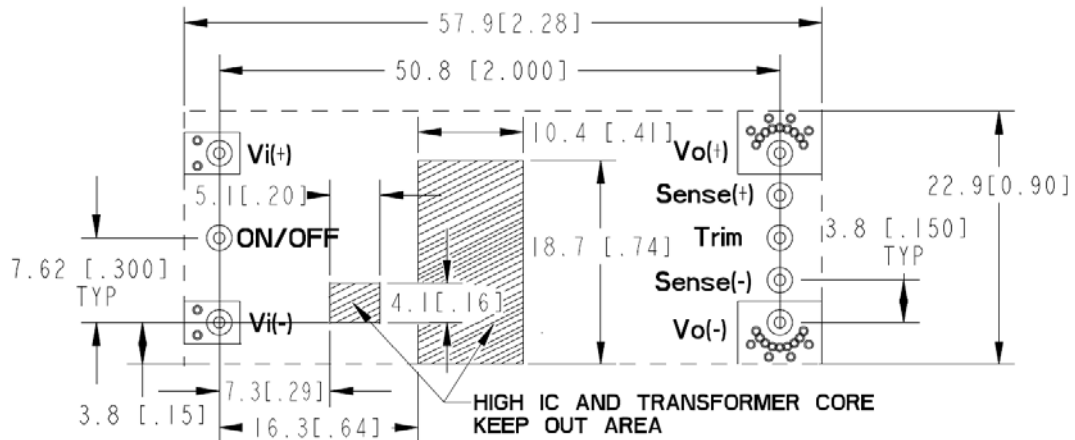 57.9[2.28]
50.8 [2.000]
10.4 [.41]
Vi(+)
Vo(+)
5.1[.20]
Sense(+)
22.9[0.90]
ON/OFF
18.7 [.74]
Trim
3.8 [.150]
TYP
7.62 [.300]
TYP
Sense(-)
4.1[.16]
Vi(-)
Vo(-)
7.3[.29]
3.8 [.15]
16.3[.64]
HIGH IC AND TRANSFORMER CORE
KEEP OUT AREA